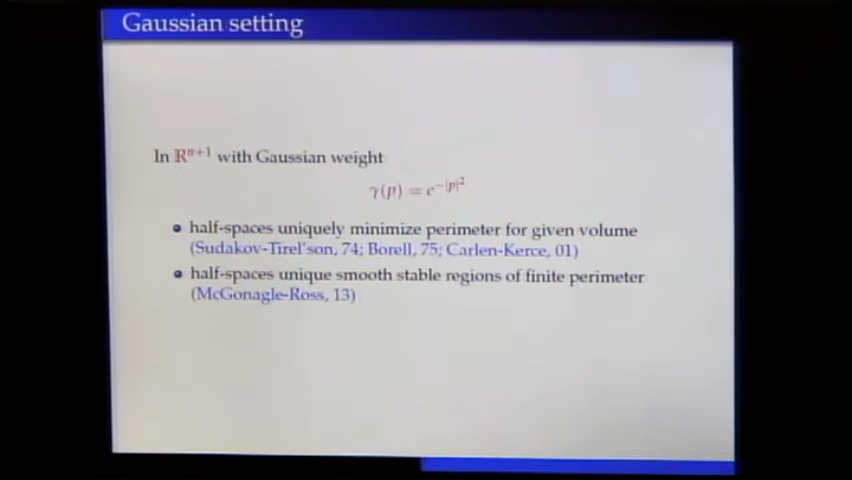 Gaussian setting
In ℝⁿ⁺¹ with Gaussian weight
γ(p) = e^{-|p|²}
• half-spaces uniquely minimize perimeter for given volume
(Sudakov-Tirel'son, 74; Borell, 75; Carlen-Kerce, 01)
• half-spaces unique smooth stable regions of finite perimeter
(McGonagle-Ross, 13)